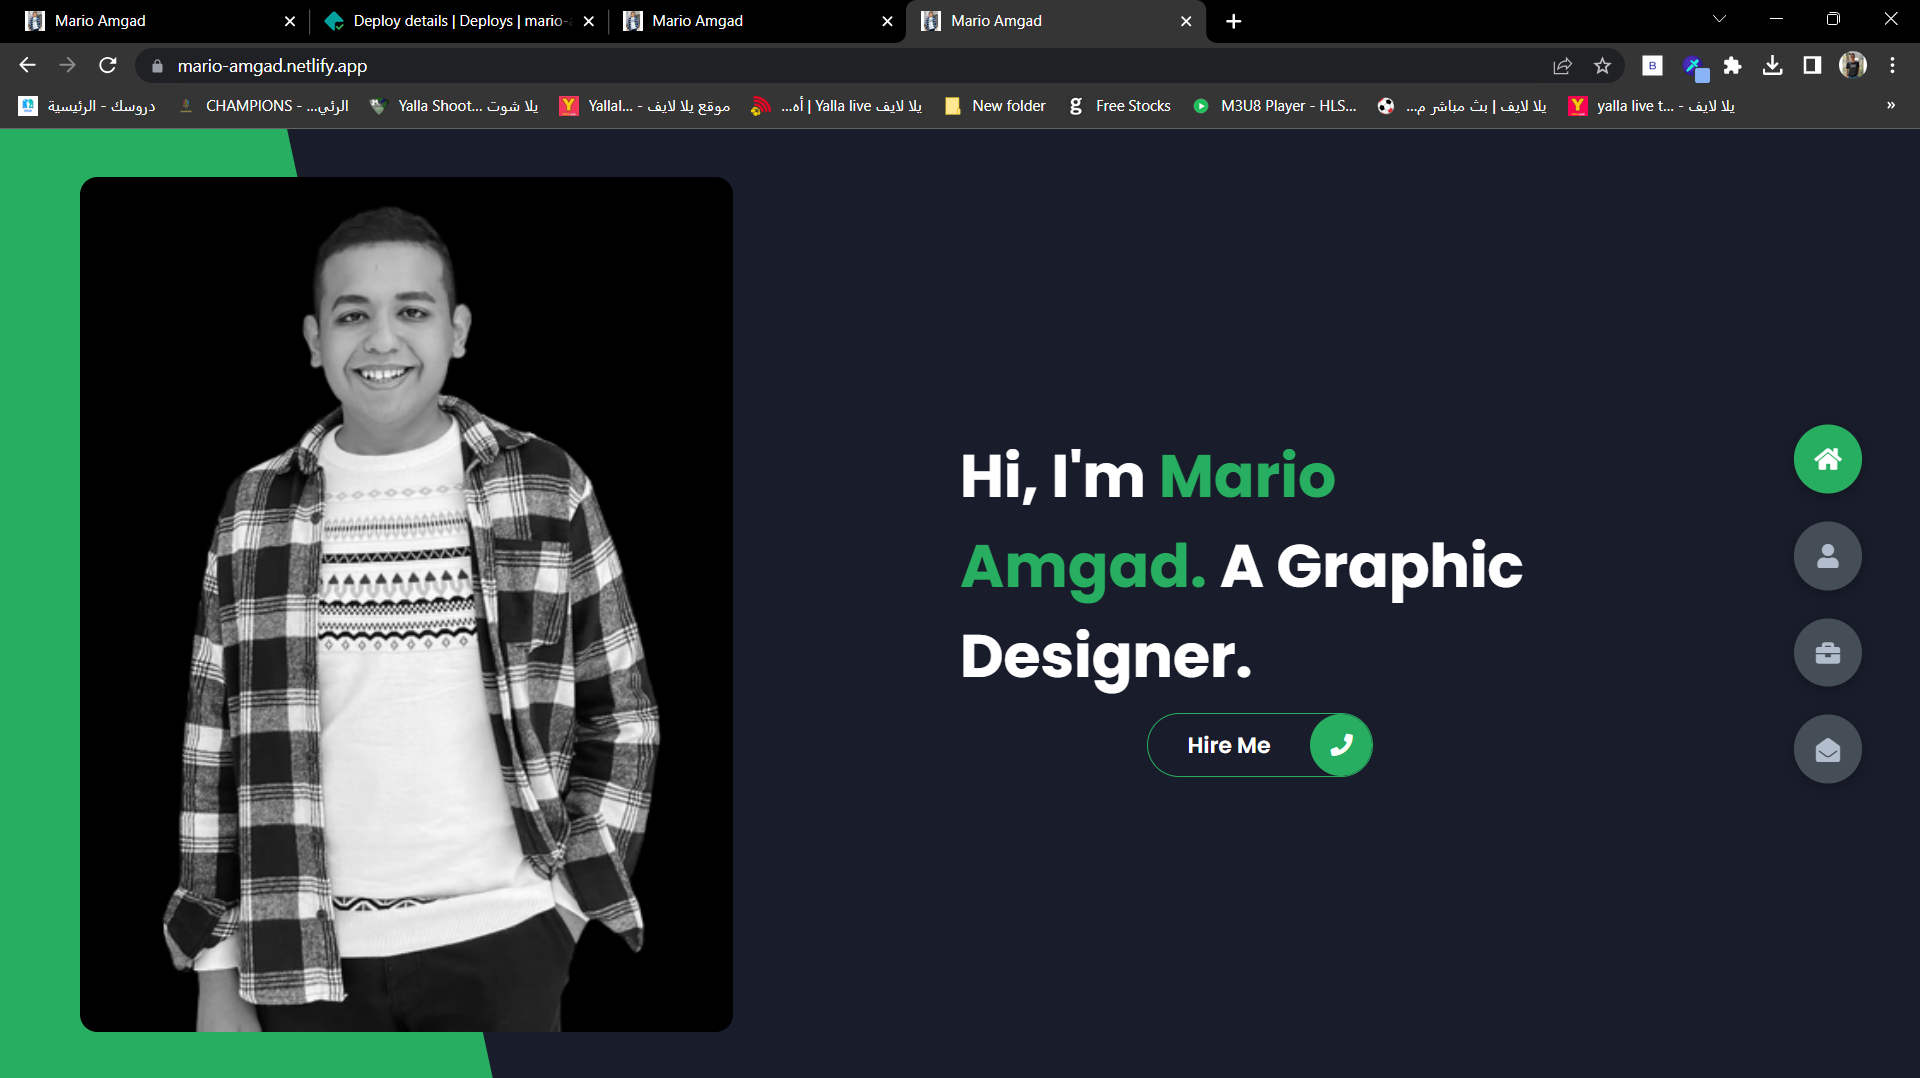 Mario Amgad
Deploy details | Deploys | mario-a
Mario Amgad
Mario Amgad
mario-amgad.netlify.app
دروسك - الرئيسية
CHAMPIONS - ...الرئي
Yalla Shoot... يلا شوت
Yallal... - موقع يلا لايف
يلا لايف Yalla live | أه...
New folder
g Free Stocks
M3U8 Player - HLS...
يلا لايف | بث مباشر م...
yalla live t... - يلا لايف
»
B
Hi, I'm Mario
Amgad. A Graphic
Designer.
Hire Me